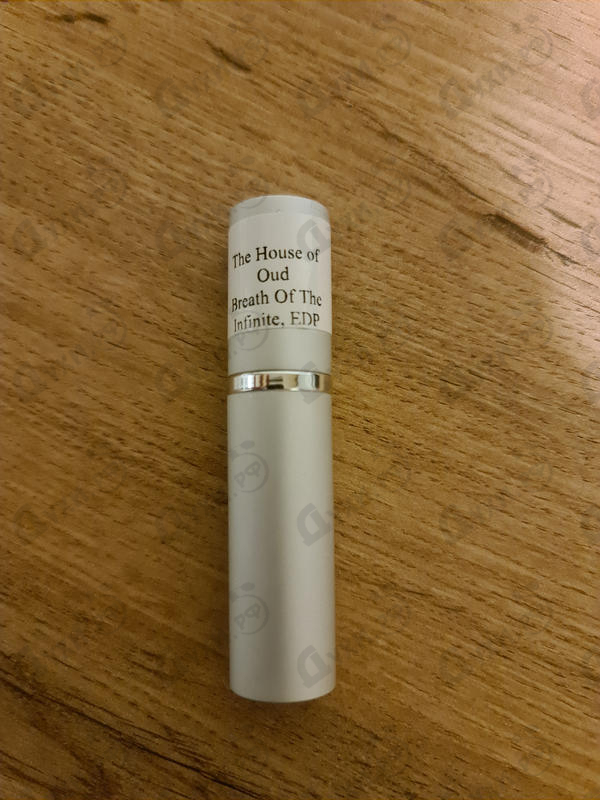 The House of
Oud
Breath Of The
Infinite, EDP